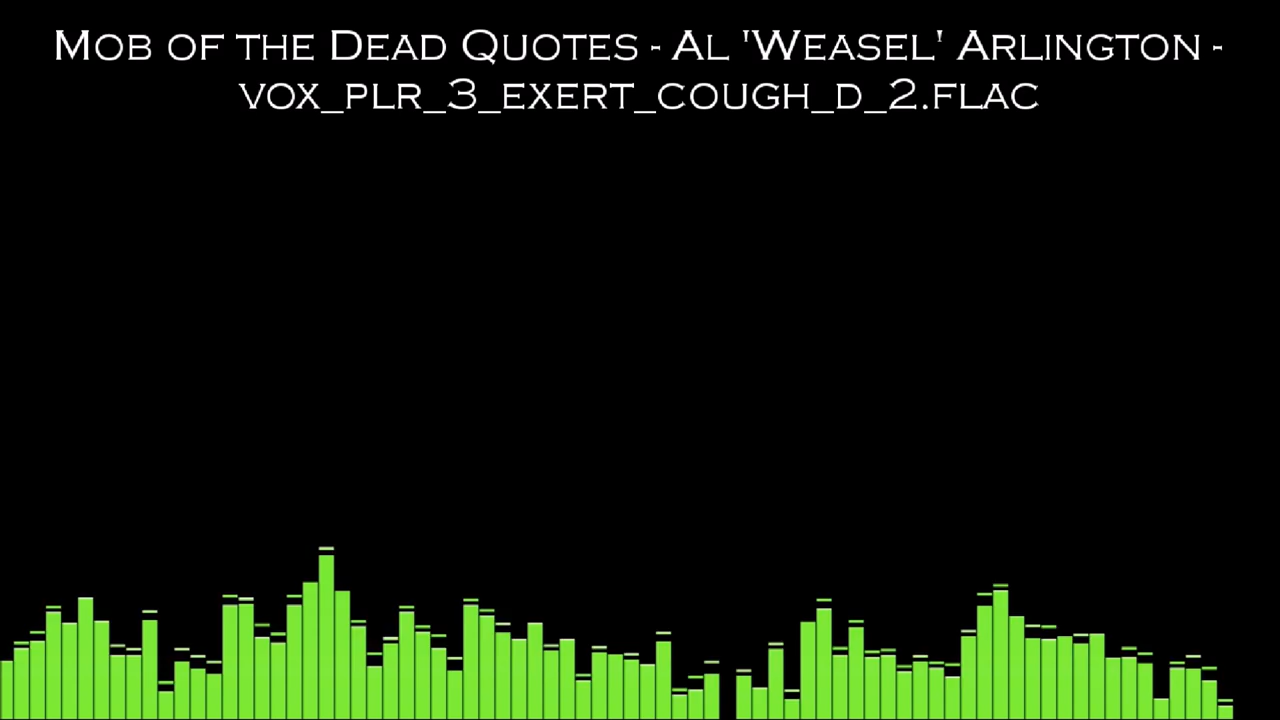 Mob of the Dead Quotes - Al 'Weasel' Arlington -
vox_plr_3_exert_cough_d_2.flac